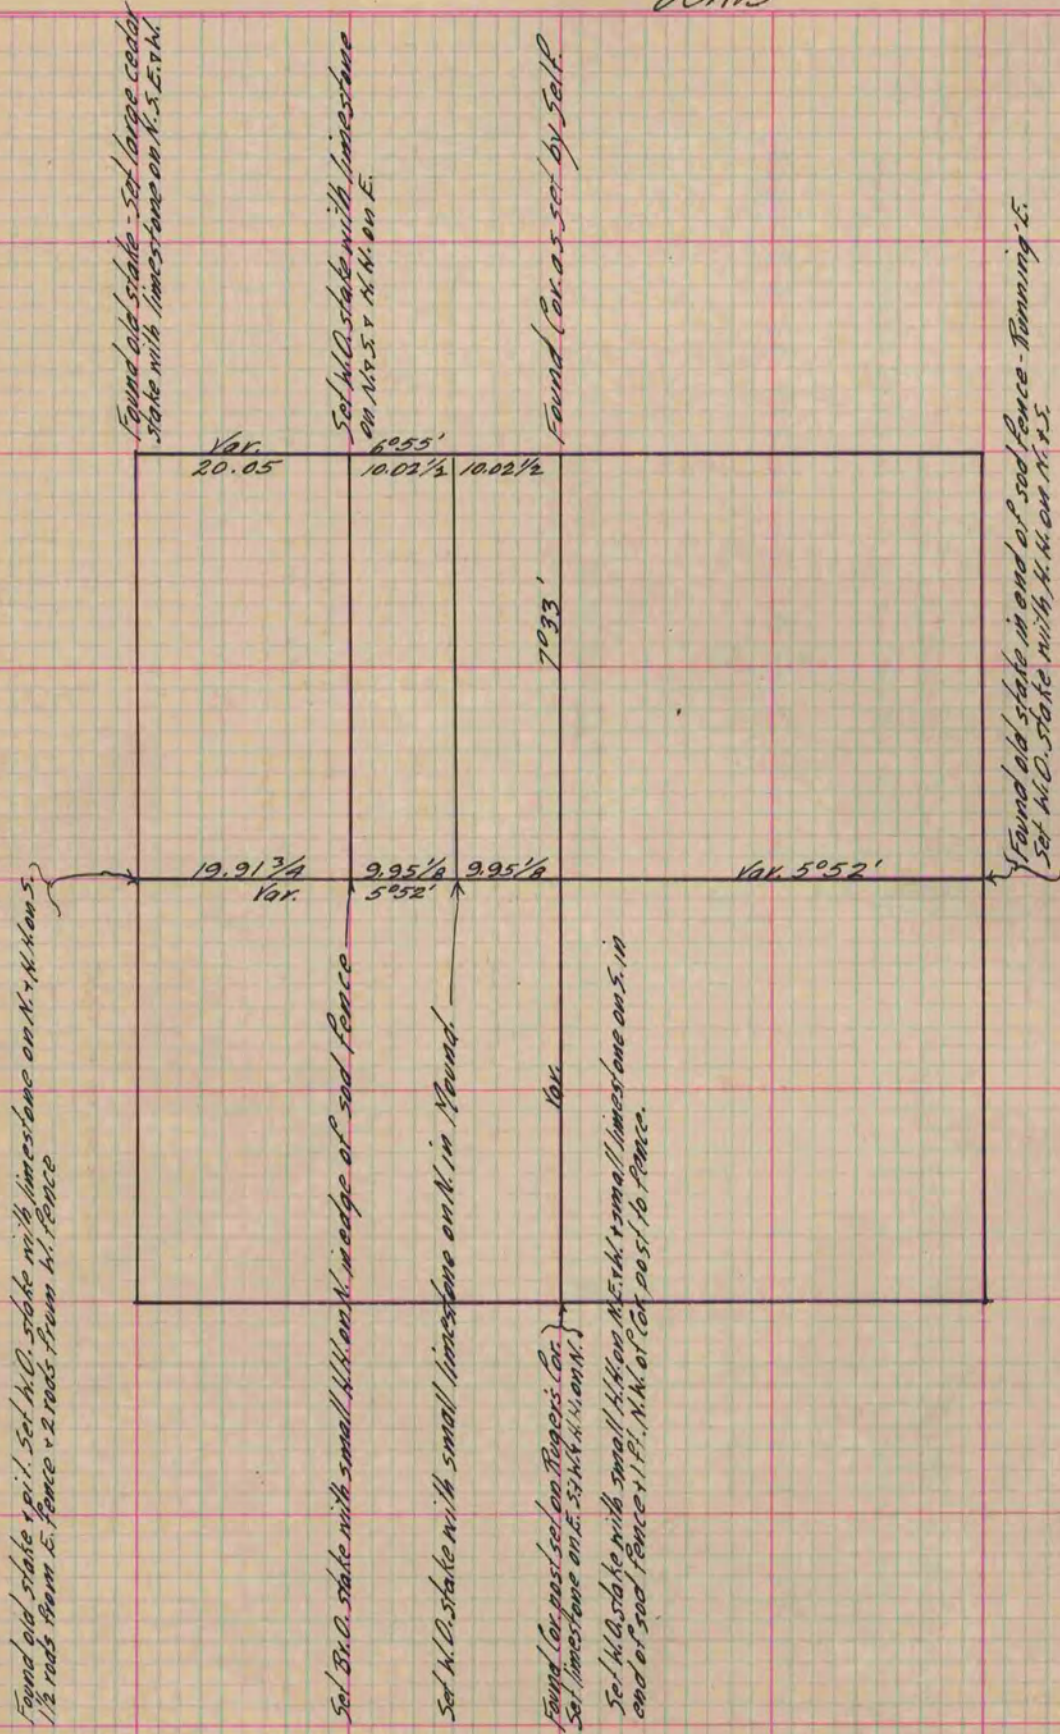 Found old stake - Set large cedar
stake with limestone on N. S. E. & W.
Set W.O. stake with limestone
on N. & S. & N.H. on E.
Found Cor. as set by Self.
Var. 6°55'
20.05 10.02½ 10.02½
7°33'
Found old stake & pit. Set W.O. stake with limestone on N. & N.H. on S.
1½ rods from E. fence & 2 rods from W. fence
19.91¾ 9.95⅞ 9.95⅞ Var. 5°52'
Var. 5°52'
Found old stake in end of sod fence - Running E.
Set W.O. stake with N.H. on N. & S.
Set Br.O. stake with small N.H. on N. in edge of sod fence
Set W.O. stake with small limestone on N. in Mound.
Var.
Found Cor. post set on Rugers Cor.
Set limestone on E. S. & W. & N.H. on N.
Set W.O. stake with small N.H. on N. E. & W. & small limestone on S. in
end of sod fence & 1 ft. N.W. of Cor. post to fence.